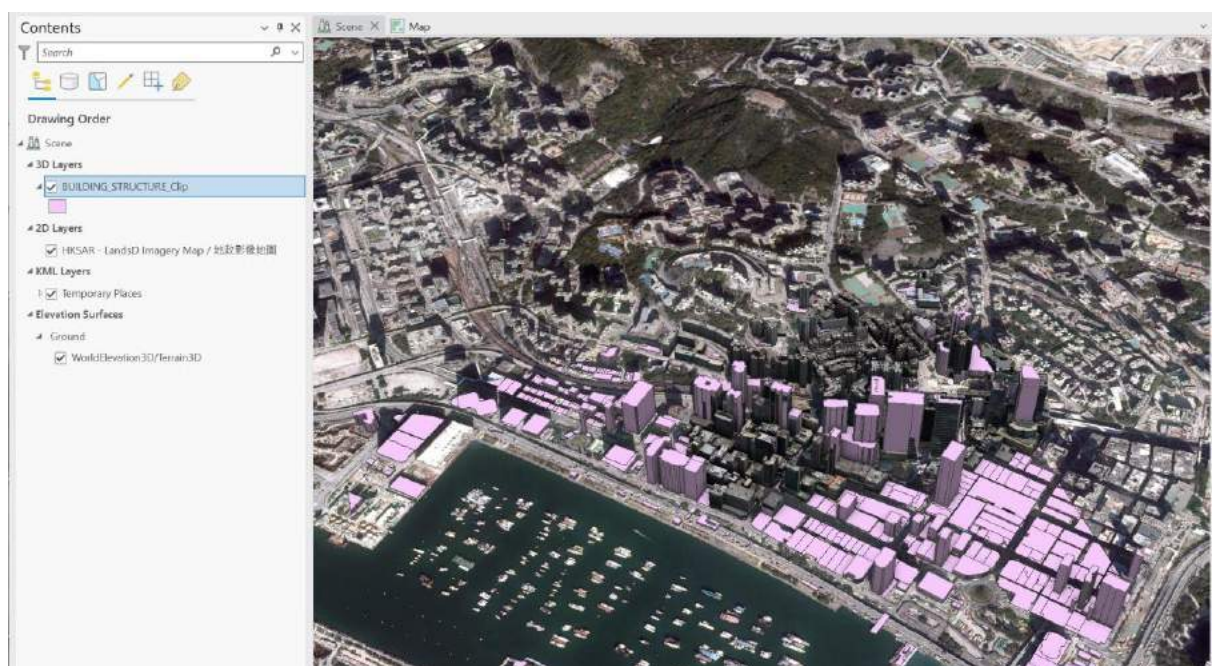 Contents
Scene
Map
Search
Drawing Order
Scene
3D Layers
BUILDING_STRUCTURE_Clip
2D Layers
HKSAR - LandsD Imagery Map / 地政影像地圖
KML Layers
Temporary Places
Elevation Surfaces
Ground
WorldElevation3D/Terrain3D